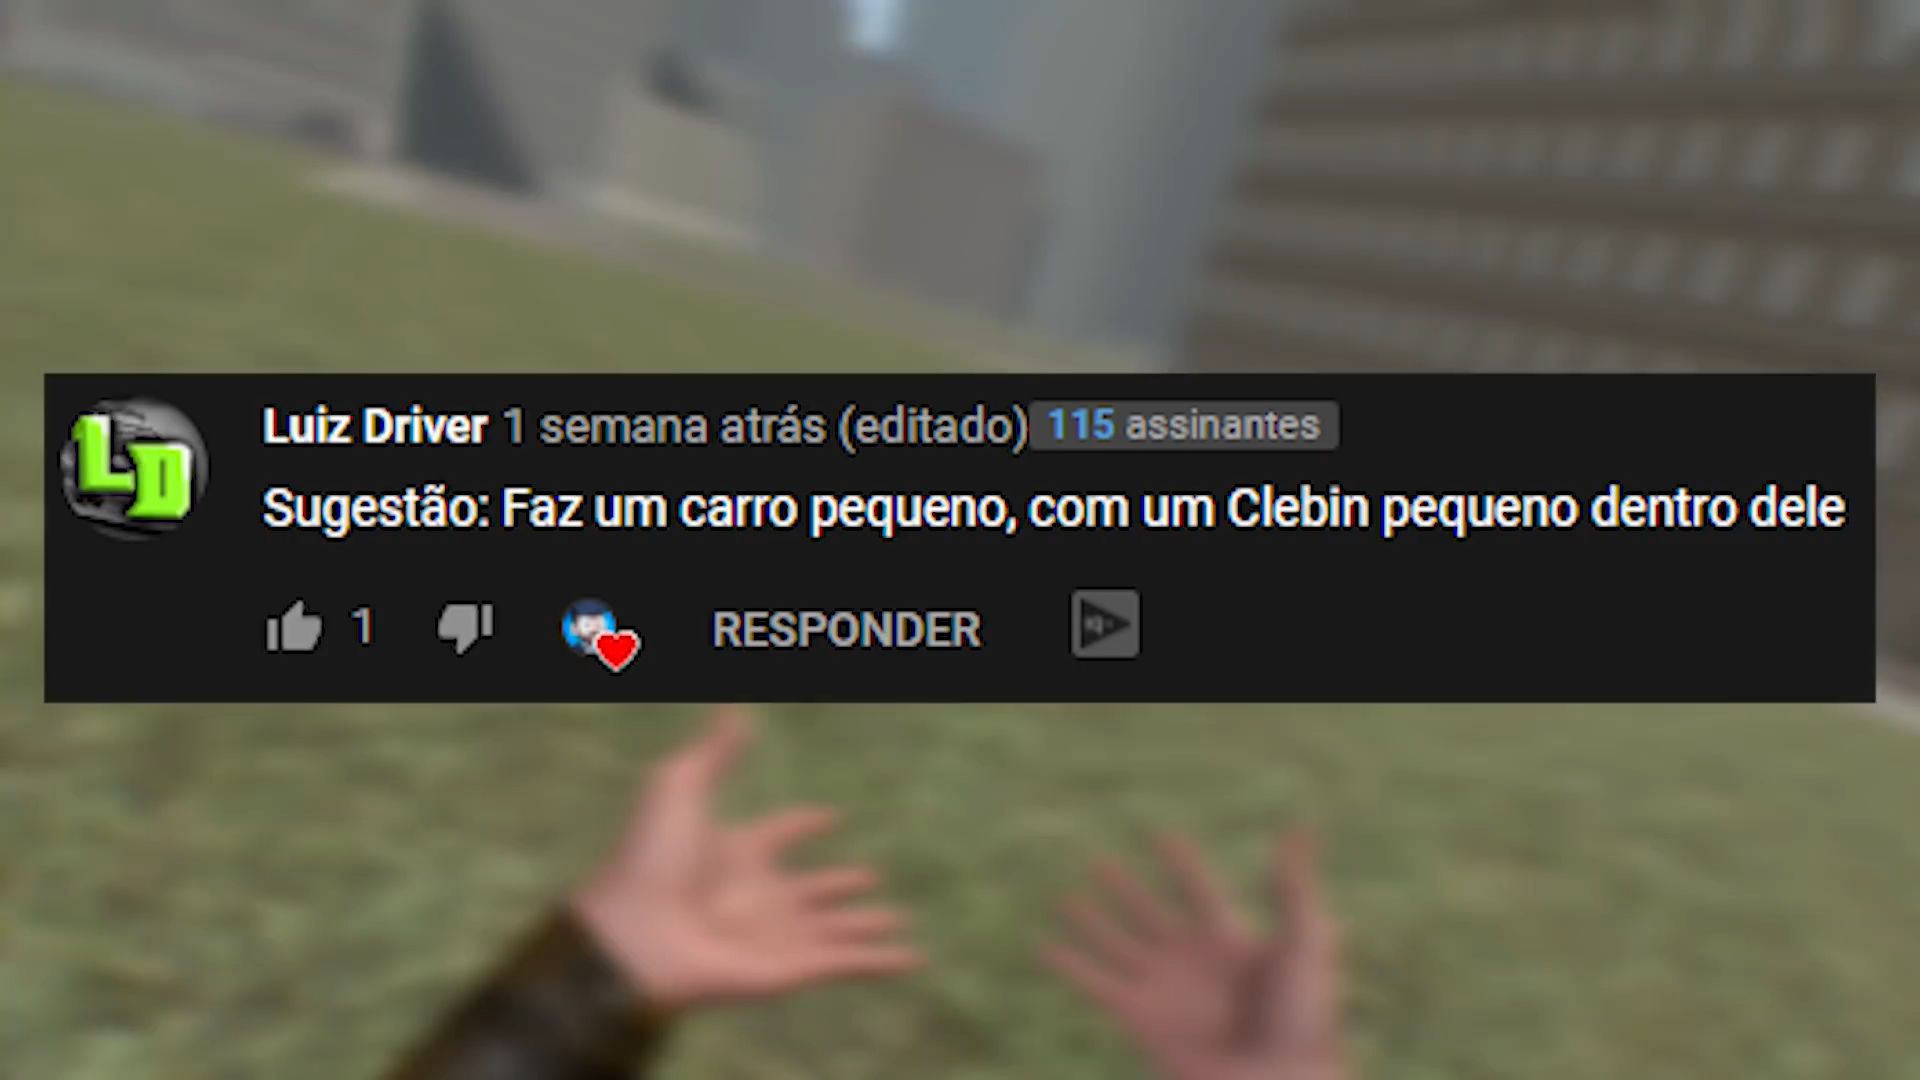 LD
Luiz Driver 1 semana atrás (editado) 115 assinantes
Sugestão: Faz um carro pequeno, com um Clebin pequeno dentro dele
1 RESPONDER